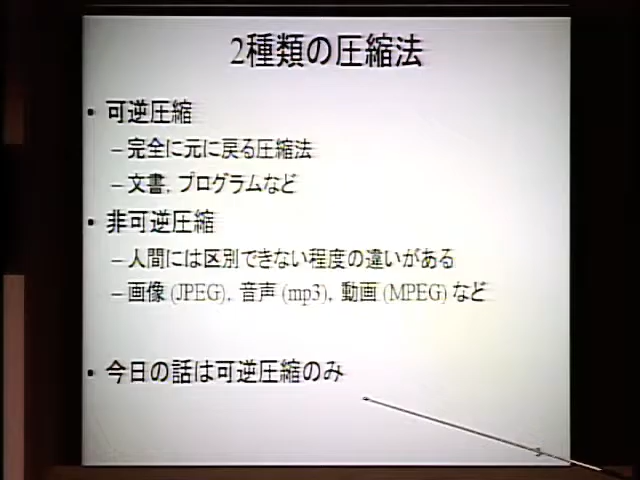 2種類の圧縮法
• 可逆圧縮
– 完全に元に戻る圧縮法
– 文書, プログラムなど
• 非可逆圧縮
– 人間には区別できない程度の違いがある
– 画像 (JPEG), 音声 (mp3), 動画 (MPEG) など
• 今日の話は可逆圧縮のみ